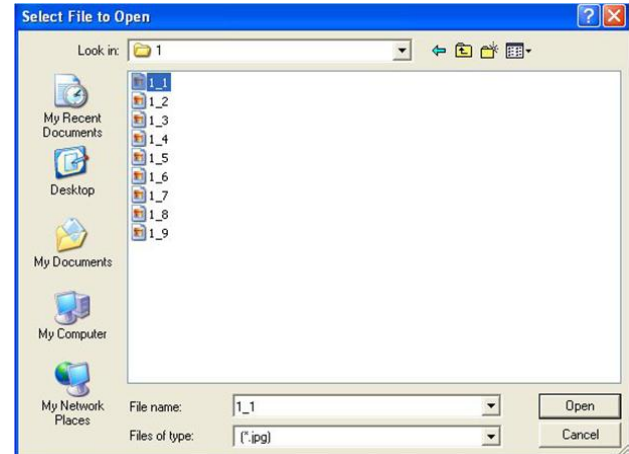 Select File to Open
Look in: 1
My Recent
Documents
Desktop
My Documents
My Computer
My Network
Places
1_1
1_2
1_3
1_4
1_5
1_6
1_7
1_8
1_9
File name: 1_1 Open
Files of type: (*.jpg) Cancel